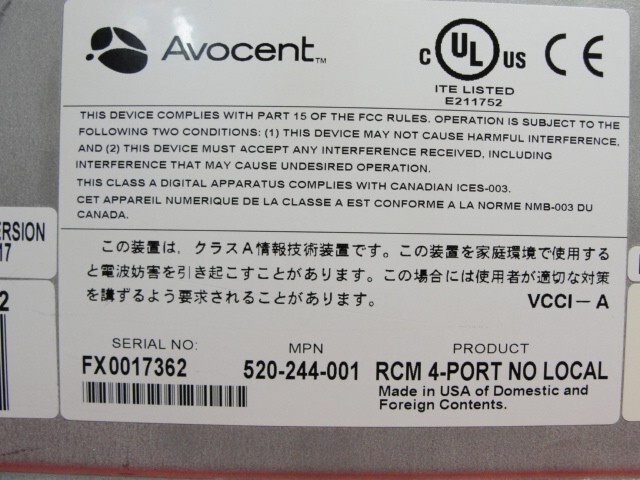 Avocent™
C UL US CE
ITE LISTED
E211752
THIS DEVICE COMPLIES WITH PART 15 OF THE FCC RULES. OPERATION IS SUBJECT TO THE
FOLLOWING TWO CONDITIONS: (1) THIS DEVICE MAY NOT CAUSE HARMFUL INTERFERENCE,
AND (2) THIS DEVICE MUST ACCEPT ANY INTERFERENCE RECEIVED, INCLUDING
INTERFERENCE THAT MAY CAUSE UNDESIRED OPERATION.
THIS CLASS A DIGITAL APPARATUS COMPLIES WITH CANADIAN ICES-003.
CET APPAREIL NUMERIQUE DE LA CLASSE A EST CONFORME A LA NORME NMB-003 DU
CANADA.
ERSION
17
この装置は、クラスA情報技術装置です。この装置を家庭環境で使用する
と電波妨害を引き起こすことがあります。この場合には使用者が適切な対策
を講ずるよう要求されることがあります。 VCCI-A
2
SERIAL NO: MPN PRODUCT
FX0017362 520-244-001 RCM 4-PORT NO LOCAL
Made in USA of Domestic and
Foreign Contents.